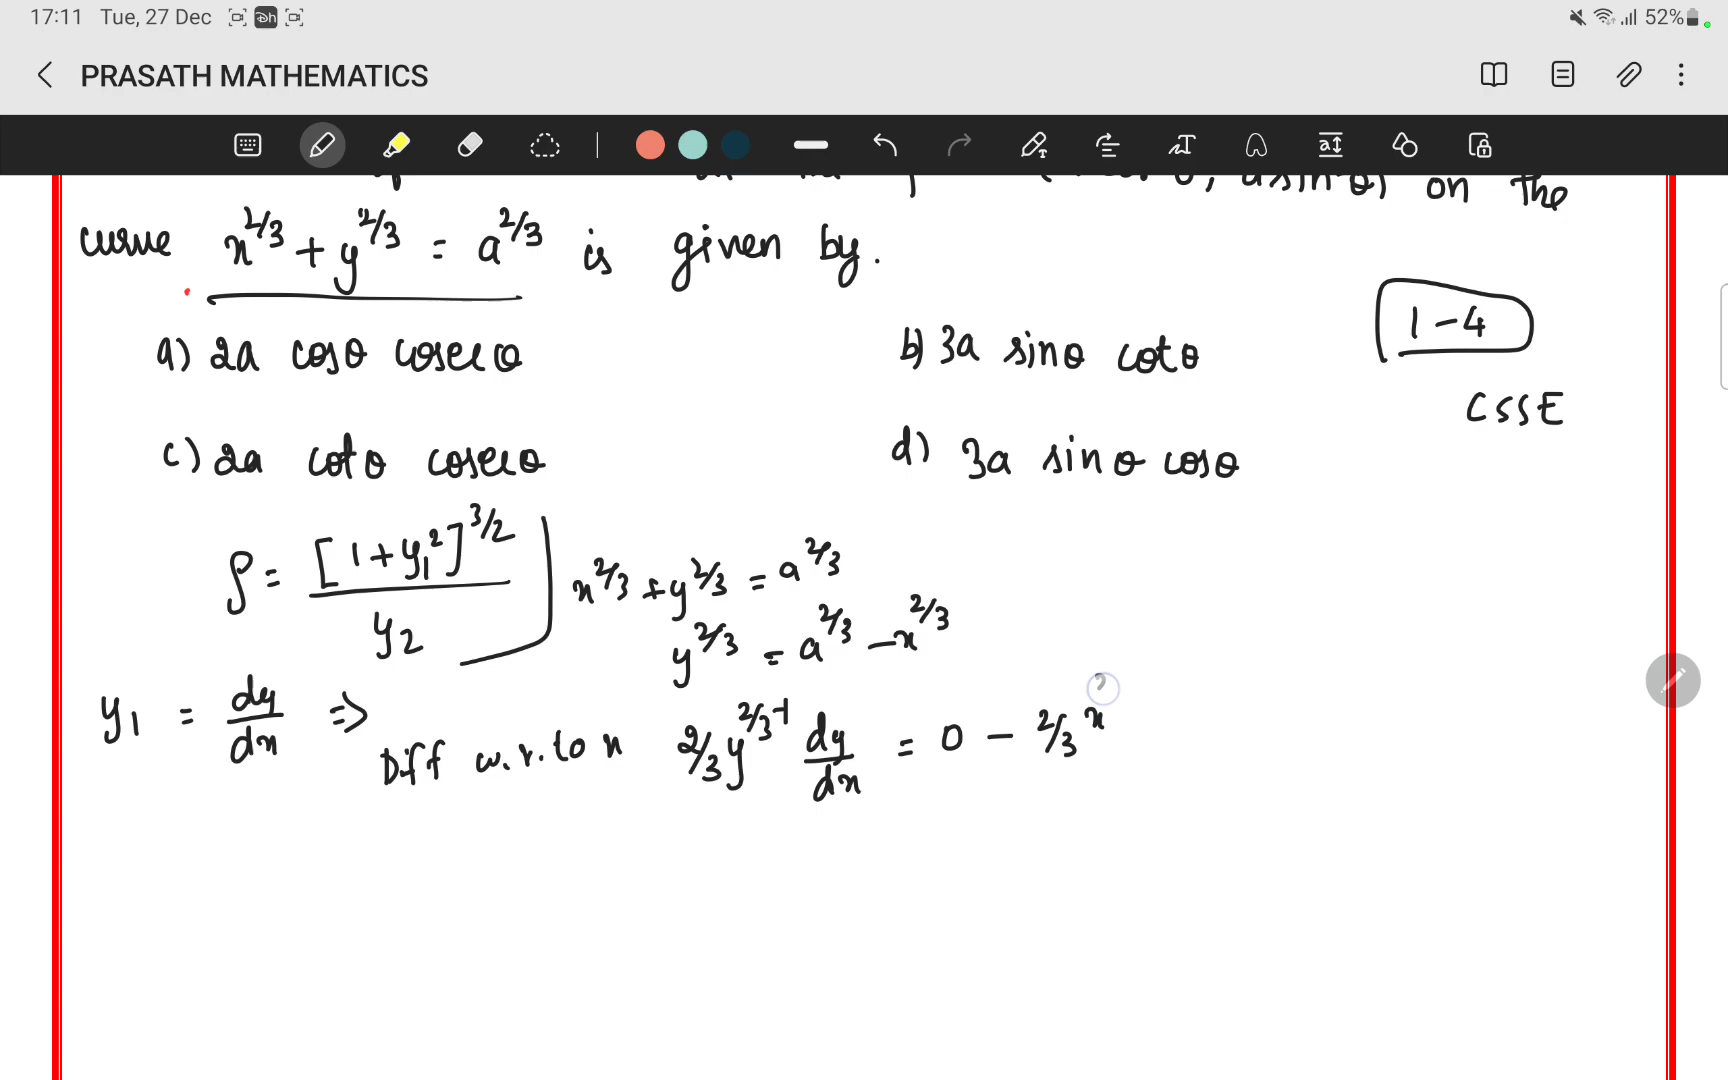 17:11 Tue, 27 Dec 52%
PRASATH MATHEMATICS
θ, a sin³θ) on the
curve x^2/3 + y^2/3 = a^2/3 is given by.
1-4
a) 2a cosθ cosecθ b) 3a sinθ cotθ
CSSE
c) 2a cotθ cosecθ d) 3a sinθ cosθ
ρ = [1+y₁²]^3/2 / y₂
x^2/3 + y^2/3 = a^2/3
y^2/3 = a^2/3 - x^2/3
y₁ = dy/dx ⇒
Diff w.r.to x 2/3 y^2/3-1 dy/dx = 0 - 2/3 x